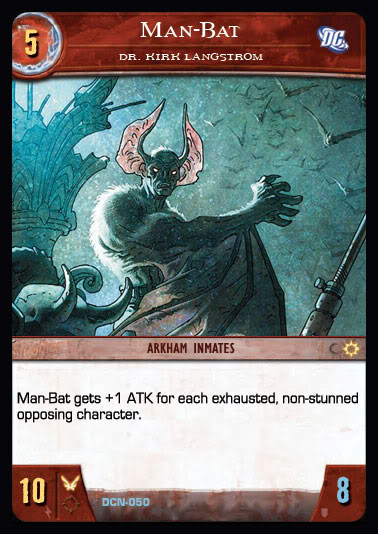 5
Man-Bat
DC
DR. KIRK LANGSTROM
ARKHAM INMATES
C
Man-Bat gets +1 ATK for each exhausted, non-stunned
opposing character.
10
DCN-050
8